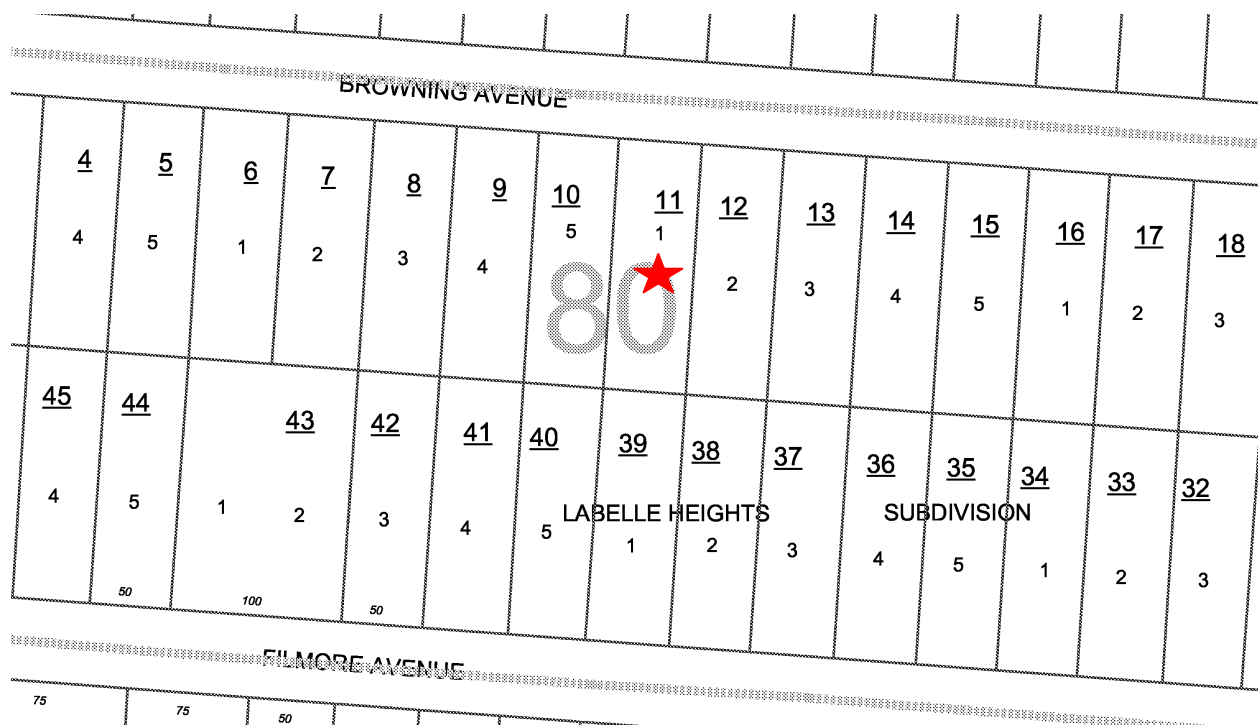 BROWNING AVENUE
4 5 6 7 8 9 10 11 12 13 14 15 16 17 18
4 5 1 2 3 4 5 1 2 3 4 5 1 2 3
80
45 44 43 42 41 40 39 38 37 36 35 34 33 32
LABELLE HEIGHTS SUBDIVISION
4 5 1 2 3 4 5 1 2 3 4 5 1 2 3
50 100 50
FILMORE AVENUE
75 75 50